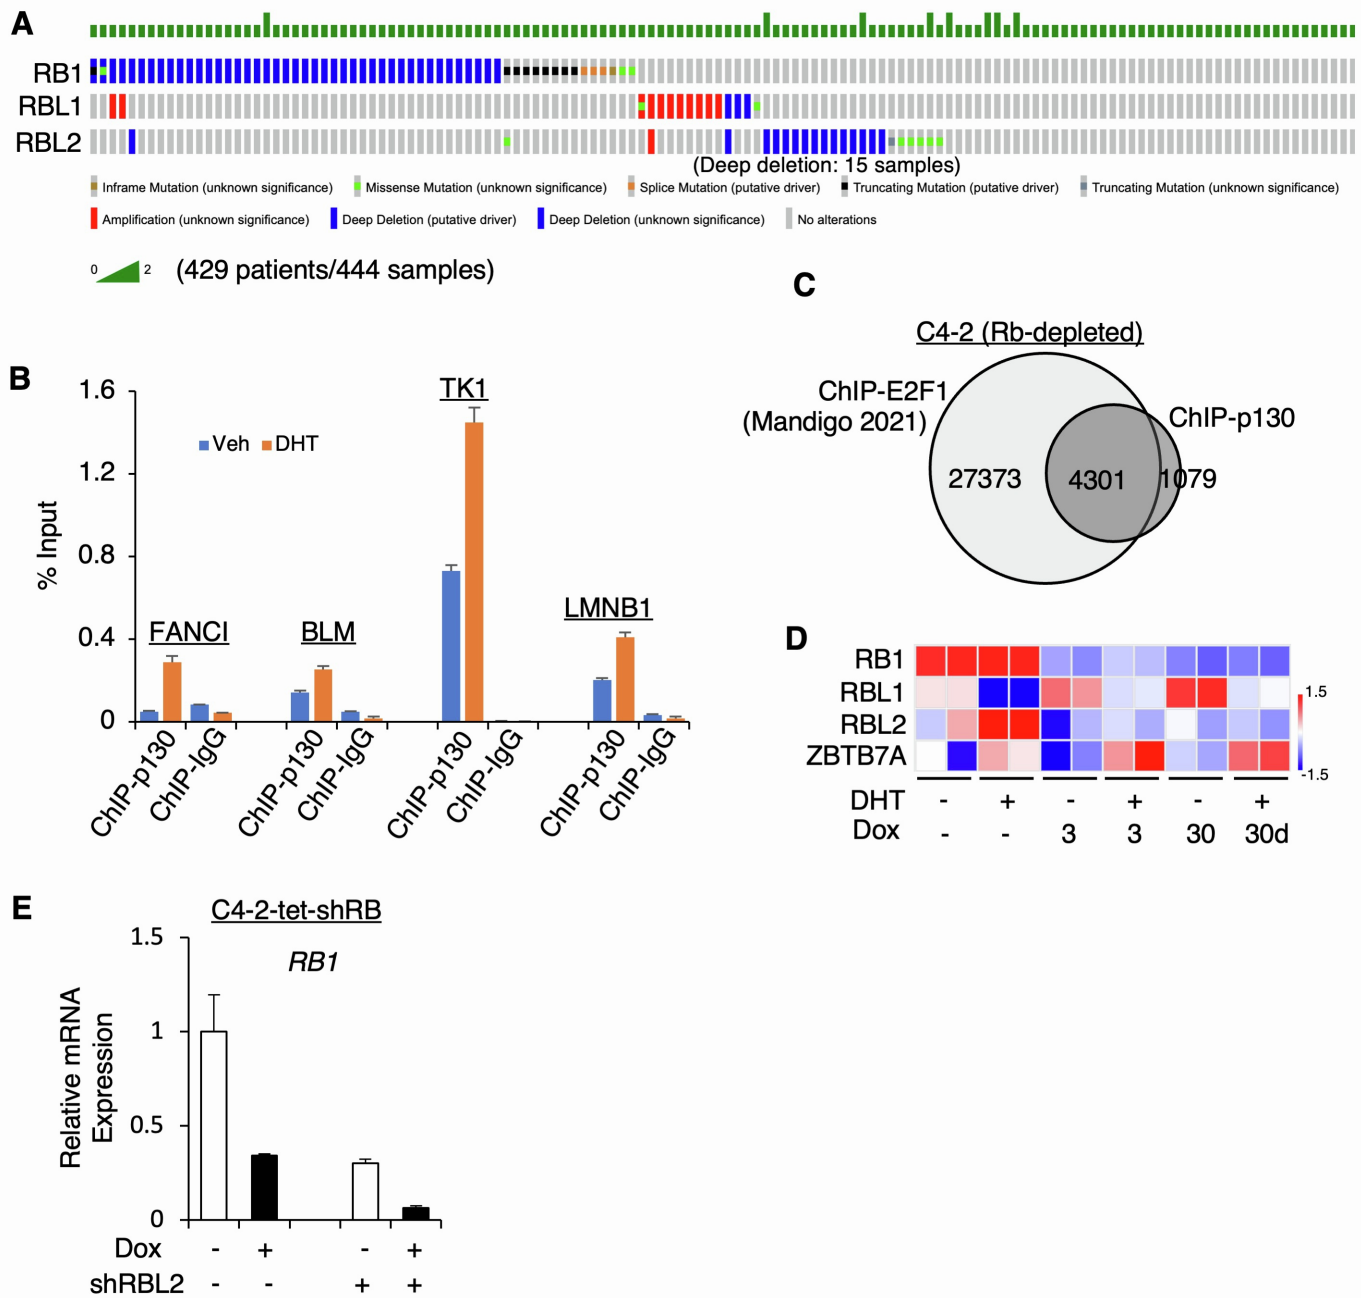 A
RB1
RBL1
RBL2
(Deep deletion: 15 samples)
Inframe Mutation (unknown significance)
Missense Mutation (unknown significance)
Splice Mutation (putative driver)
Truncating Mutation (putative driver)
Truncating Mutation (unknown significance)
Amplification (unknown significance)
Deep Deletion (putative driver)
Deep Deletion (unknown significance)
No alterations
0 2 (429 patients/444 samples)
B
1.6
1.2
0.8
0.4
0
% Input
Veh DHT
FANCI
BLM
TK1
LMNB1
ChIP-p130
ChIP-IgG
ChIP-p130
ChIP-IgG
ChIP-p130
ChIP-IgG
ChIP-p130
ChIP-IgG
C
C4-2 (Rb-depleted)
ChIP-E2F1
(Mandigo 2021)
ChIP-p130
27373 4301 1079
D
RB1
RBL1
RBL2
ZBTB7A
1.5
-1.5
DHT - + - + - +
Dox - - 3 3 30 30d
E
C4-2-tet-shRB
RB1
1.5
1
0.5
0
Relative mRNA
Expression
Dox - + - +
shRBL2 - - + +